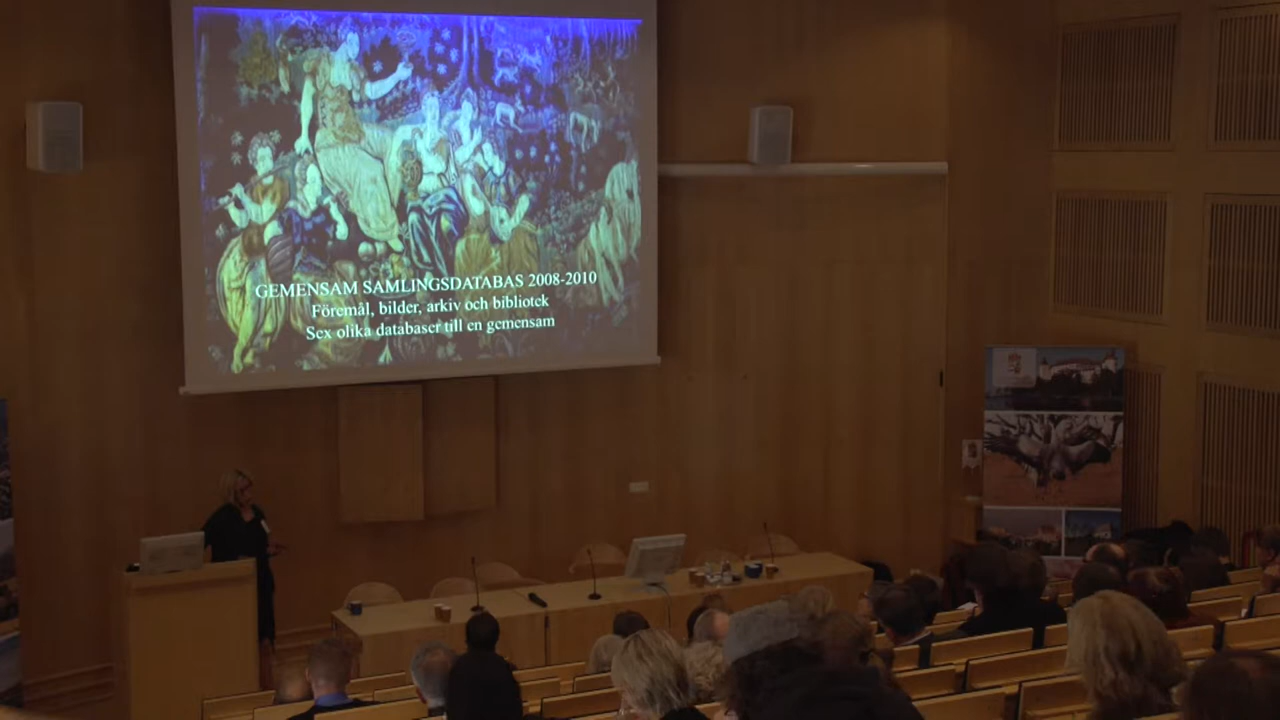 GEMENSAM SAMLINGSDATABAS 2008-2010
Föremål, bilder, arkiv och bibliotek
Sex olika databaser till en gemensam